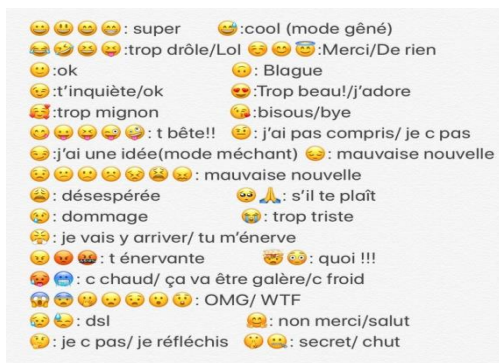 😀😃😄😁: super 😅:cool (mode gêné)
😂🤣😆😝:trop drôle/Lol ☺️😊😇:Merci/De rien
🙂:ok 🙃: Blague
😉:t'inquiète/ok 😍:Trop beau!/j'adore
🥰:trop mignon 😘:bisous/bye
😋😛😝😜🤪: t bête!! 🤨: j'ai pas compris/ je c pas
😏:j'ai une idée(mode méchant) 😔: mauvaise nouvelle
😟😕🙁☹️😣😫😖: mauvaise nouvelle
😩: désespérée 🥺🙏: s'il te plaît
😢: dommage 😭: trop triste
😤: je vais y arriver/ tu m'énerve
😠😡🤬: t énervante 🤯😳: quoi !!!
🥵🥶: c chaud/ ça va être galère/c froid
😱😨😰😦😧😮😲: OMG/ WTF
😥😓: dsl 🤗: non merci/salut
🤔: je c pas/ je réfléchis 🤫🤐: secret/ chut